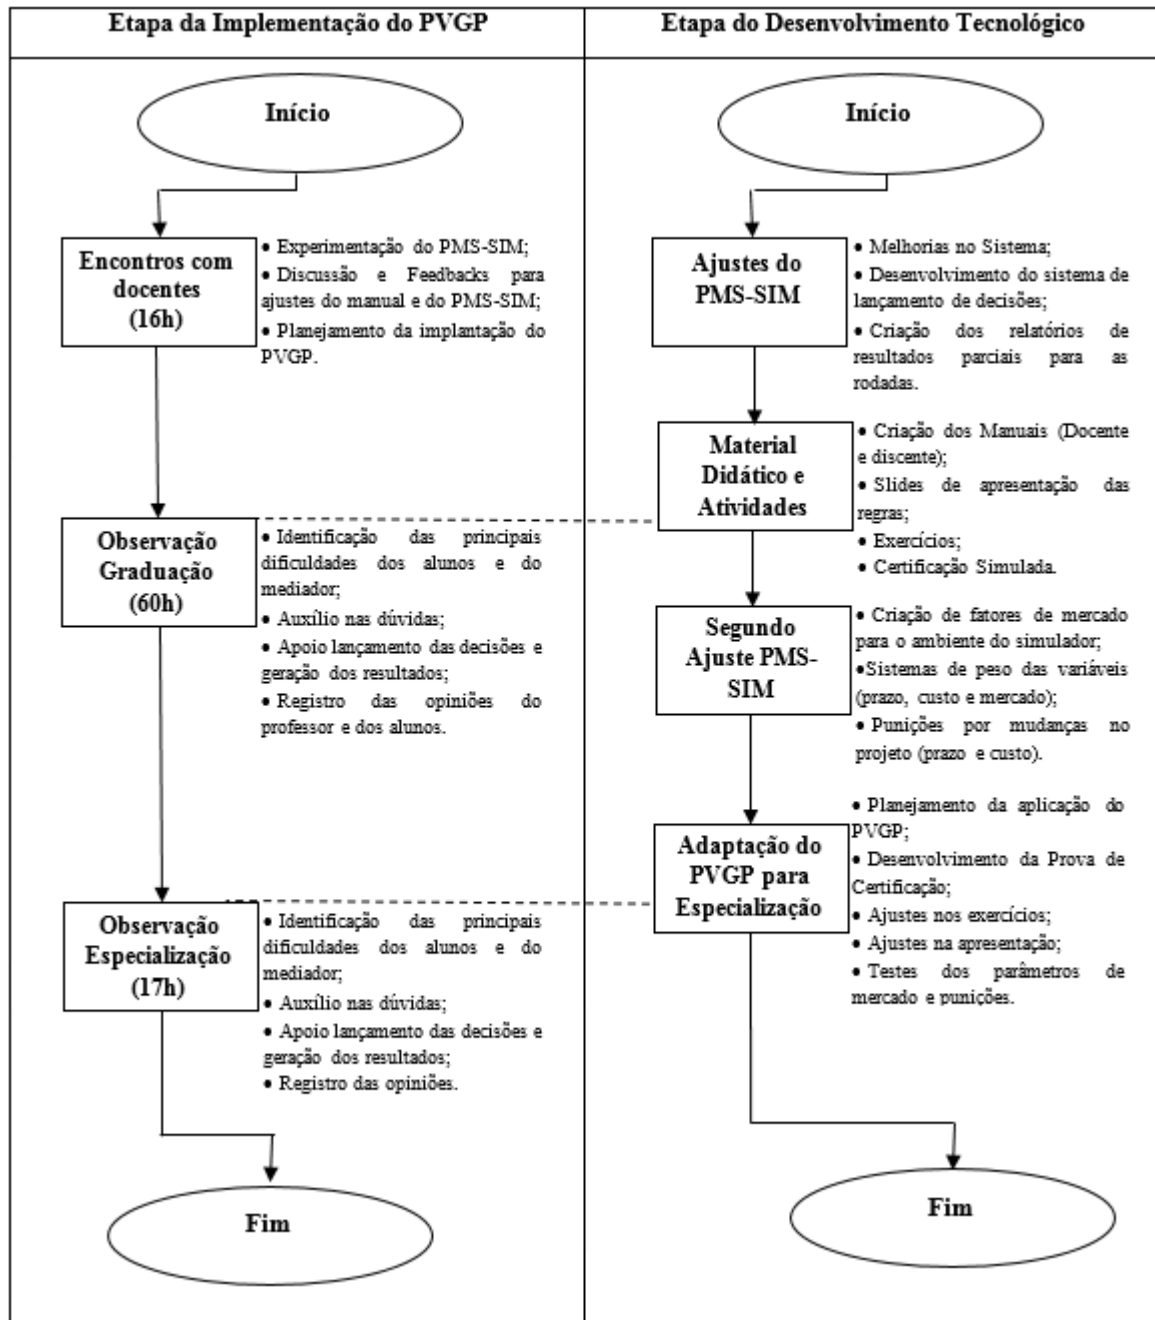 Etapa da Implementação do PVGP
Início
Encontros com
docentes
(16h)
● Experimentação do PMS-SIM;
● Discussão e Feedbacks para
ajustes do manual e do PMS-SIM;
● Planejamento da implantação do
PVGP.
Observação
Graduação
(60h)
● Identificação das principais
dificuldades dos alunos e do
mediador;
● Auxílio nas dúvidas;
● Apoio lançamento das decisões e
geração dos resultados;
● Registro das opiniões do
professor e dos alunos.
Observação
Especialização
(17h)
● Identificação das principais
dificuldades dos alunos e do
mediador;
● Auxílio nas dúvidas;
● Apoio lançamento das decisões e
geração dos resultados;
● Registro das opiniões.
Fim
Etapa do Desenvolvimento Tecnológico
Início
Ajustes do
PMS-SIM
● Melhorias no Sistema;
● Desenvolvimento do sistema de
lançamento de decisões;
● Criação dos relatórios de
resultados parciais para as
rodadas.
Material
Didático e
Atividades
● Criação dos Manuais (Docente
e discente);
● Slides de apresentação das
regras;
● Exercícios;
● Certificação Simulada.
Segundo
Ajuste PMS-
SIM
● Criação de fatores de mercado
para o ambiente do simulador;
●Sistemas de peso das variáveis
(prazo, custo e mercado);
● Punições por mudanças no
projeto (prazo e custo).
Adaptação do
PVGP para
Especialização
● Planejamento da aplicação do
PVGP;
● Desenvolvimento da Prova de
Certificação;
● Ajustes nos exercícios;
● Ajustes na apresentação;
● Testes dos parâmetros de
mercado e punições.
Fim